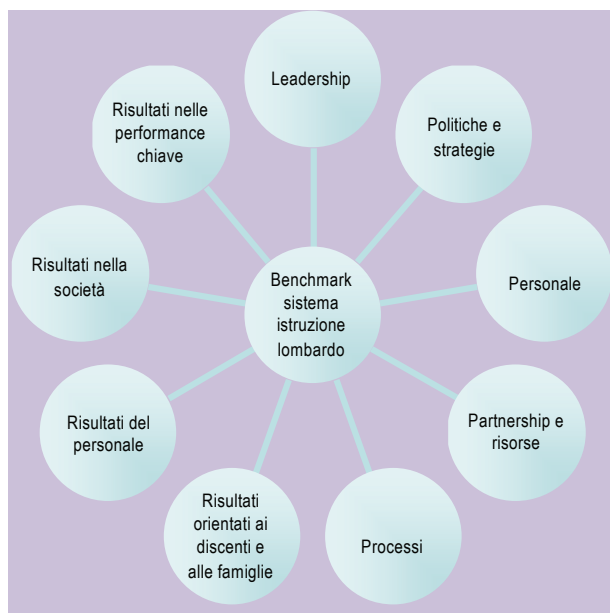 Leadership
Politiche e
strategie
Personale
Partnership e
risorse
Processi
Risultati
orientati ai
discenti e
alle famiglie
Risultati del
personale
Risultati nella
società
Risultati nelle
performance
chiave
Benchmark
sistema
istruzione
lombardo